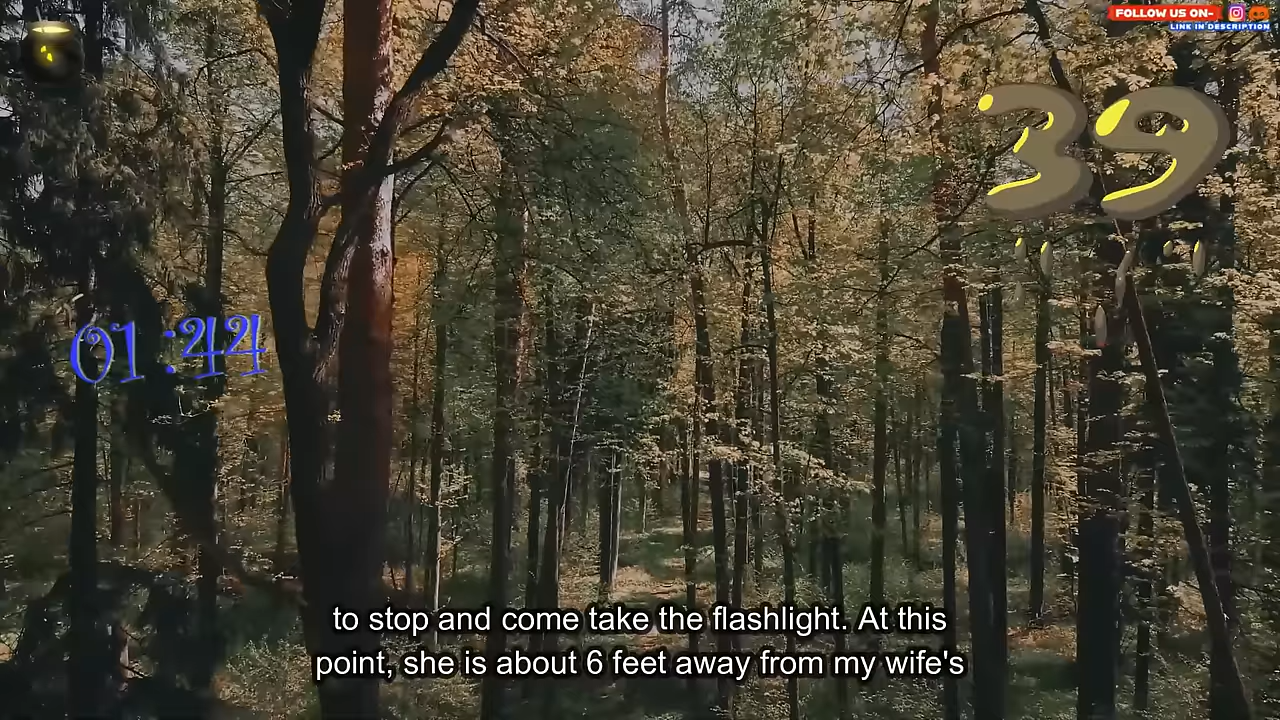 FOLLOW US ON-
LINK IN DESCRIPTION
39
01:44
to stop and come take the flashlight. At this
point, she is about 6 feet away from my wife's